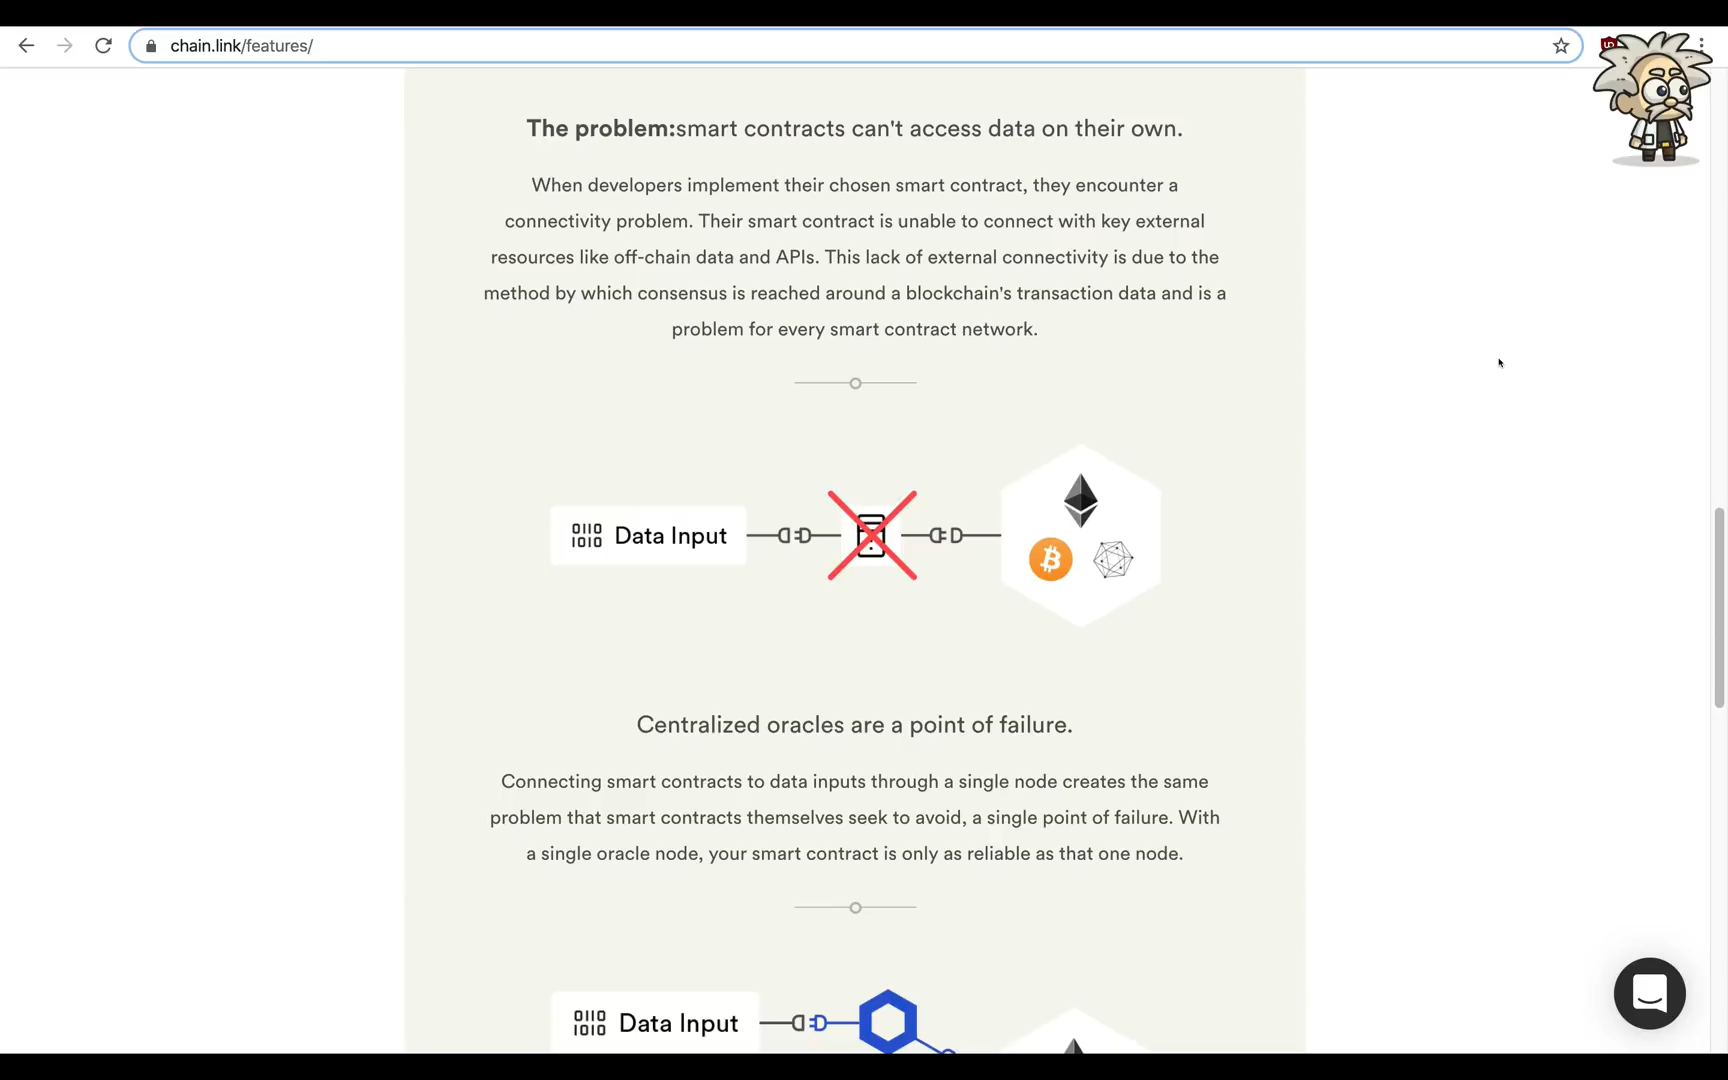 chain.link/features/
The problem:smart contracts can't access data on their own.
When developers implement their chosen smart contract, they encounter a
connectivity problem. Their smart contract is unable to connect with key external
resources like off-chain data and APIs. This lack of external connectivity is due to the
method by which consensus is reached around a blockchain's transaction data and is a
problem for every smart contract network.
0110
1010 Data Input
Centralized oracles are a point of failure.
Connecting smart contracts to data inputs through a single node creates the same
problem that smart contracts themselves seek to avoid, a single point of failure. With
a single oracle node, your smart contract is only as reliable as that one node.
Data Input